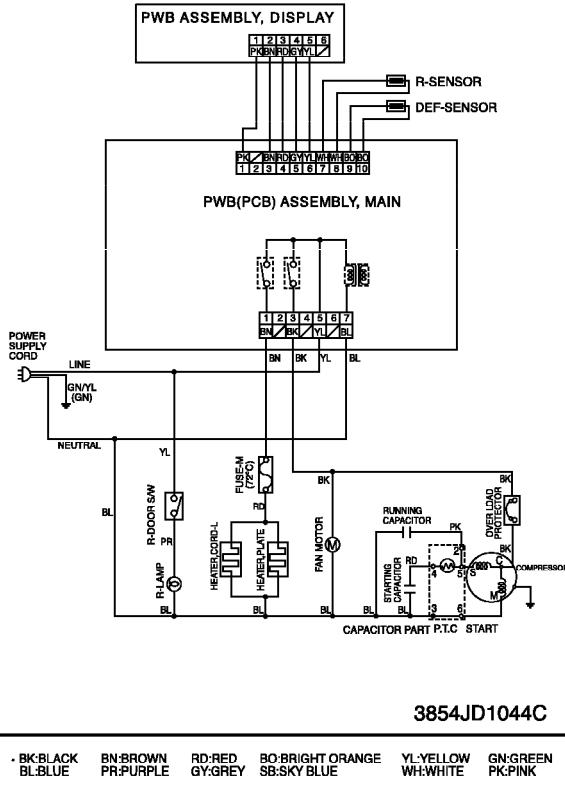 PWB ASSEMBLY, DISPLAY
1 2 3 4 5 6
PK BN RD GY YL
R-SENSOR
DEF-SENSOR
PK BN RD GY YL WH WH BO BO
1 2 3 4 5 6 7 8 9 10
PWB(PCB) ASSEMBLY, MAIN
1 2 3 4 5 6 7
BN BK YL BL
POWER
SUPPLY
CORD
LINE
BN BK YL BL
GN/YL
(GN)
NEUTRAL
YL
FUSE-M
(72°C)
BK
BK
BL
R-DOOR S/W
RD
OVER LOAD
PROTECTOR
RUNNING
CAPACITOR
PK
PR
HEATER,CORD-L
HEATER,PLATE
FAN MOTOR
M
BK
2
C
R-LAMP
STARTING
CAPACITOR
RD
4
5
S
COMPRESSOR
M
BL
BL
BL
BL
BL
3
6
CAPACITOR PART
P.T.C
START
3854JD1044C
• BK:BLACK BN:BROWN RD:RED BO:BRIGHT ORANGE YL:YELLOW GN:GREEN
BL:BLUE PR:PURPLE GY:GREY SB:SKY BLUE WH:WHITE PK:PINK